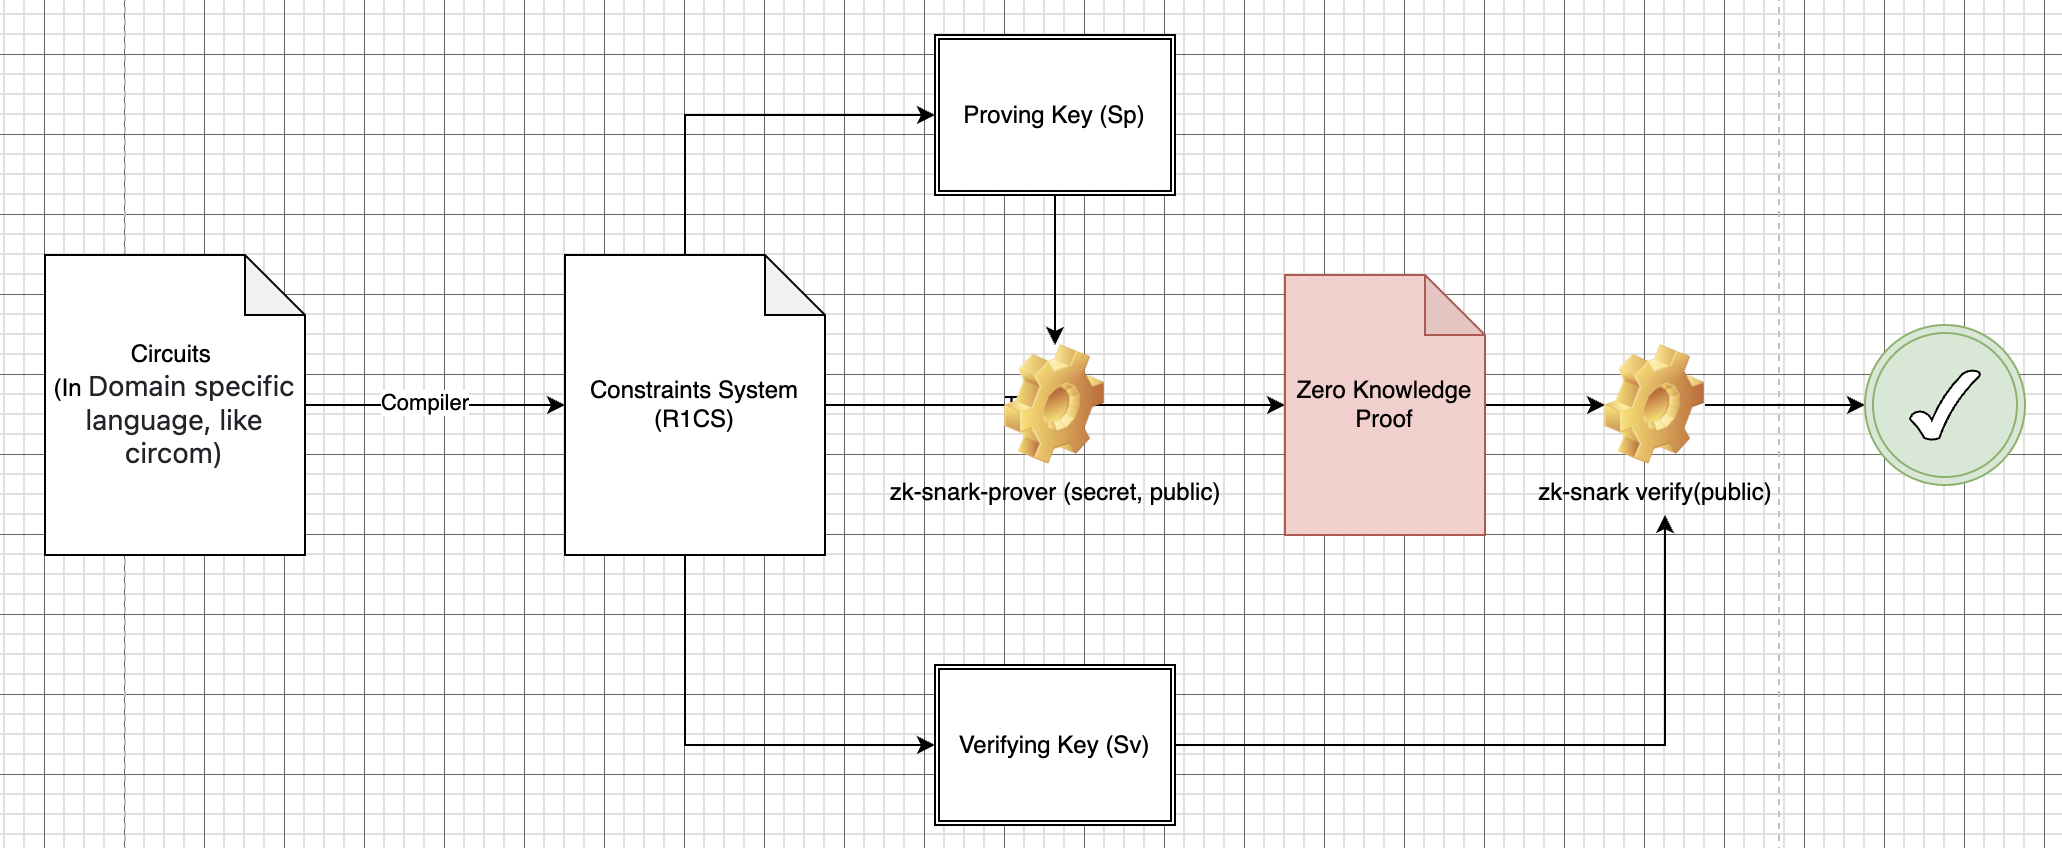 Proving Key (Sp)
Circuits
(In Domain specific
language, like
circom)
Compiler
Constraints System
(R1CS)
zk-snark-prover (secret, public)
Zero Knowledge
Proof
zk-snark verify(public)
Verifying Key (Sv)